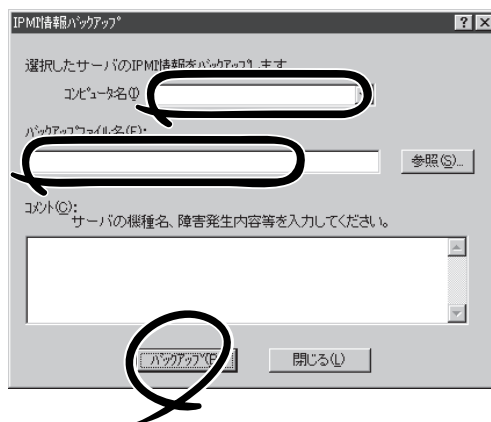 IPMI情報バックアップ
選択したサーバのIPMI情報をバックアップします
コンピュータ名(I)
バックアップファイル名(F):
参照(S)...
コメント(C):
サーバの機種名、障害発生内容等を入力してください。
バックアップ(P)
閉じる(L)